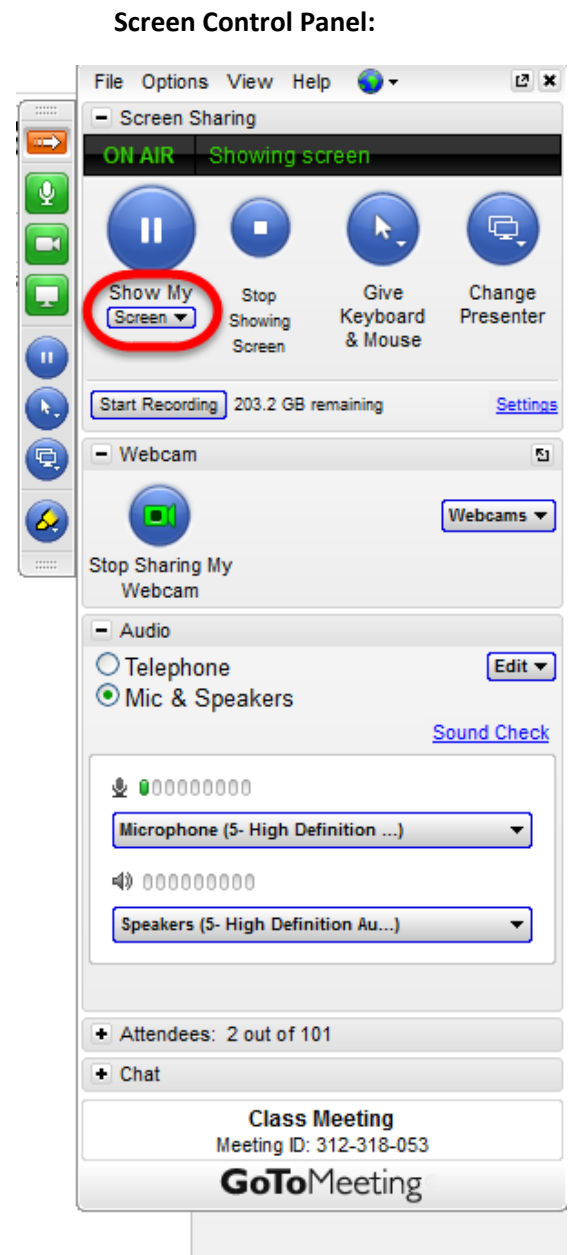 Screen Control Panel:
File Options View Help
Screen Sharing
ON AIR Showing screen
Show My
Screen
Stop
Showing
Screen
Give
Keyboard
& Mouse
Change
Presenter
Start Recording 203.2 GB remaining Settings
Webcam
Webcams
Stop Sharing My
Webcam
Audio
Telephone
Edit
Mic & Speakers
Sound Check
Microphone (5- High Definition ...)
Speakers (5- High Definition Au...)
Attendees: 2 out of 101
Chat
Class Meeting
Meeting ID: 312-318-053
GoToMeeting